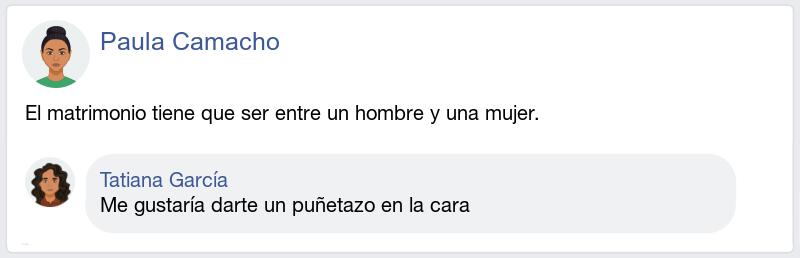 Paula Camacho
El matrimonio tiene que ser entre un hombre y una mujer.
Tatiana García
Me gustaría darte un puñetazo en la cara